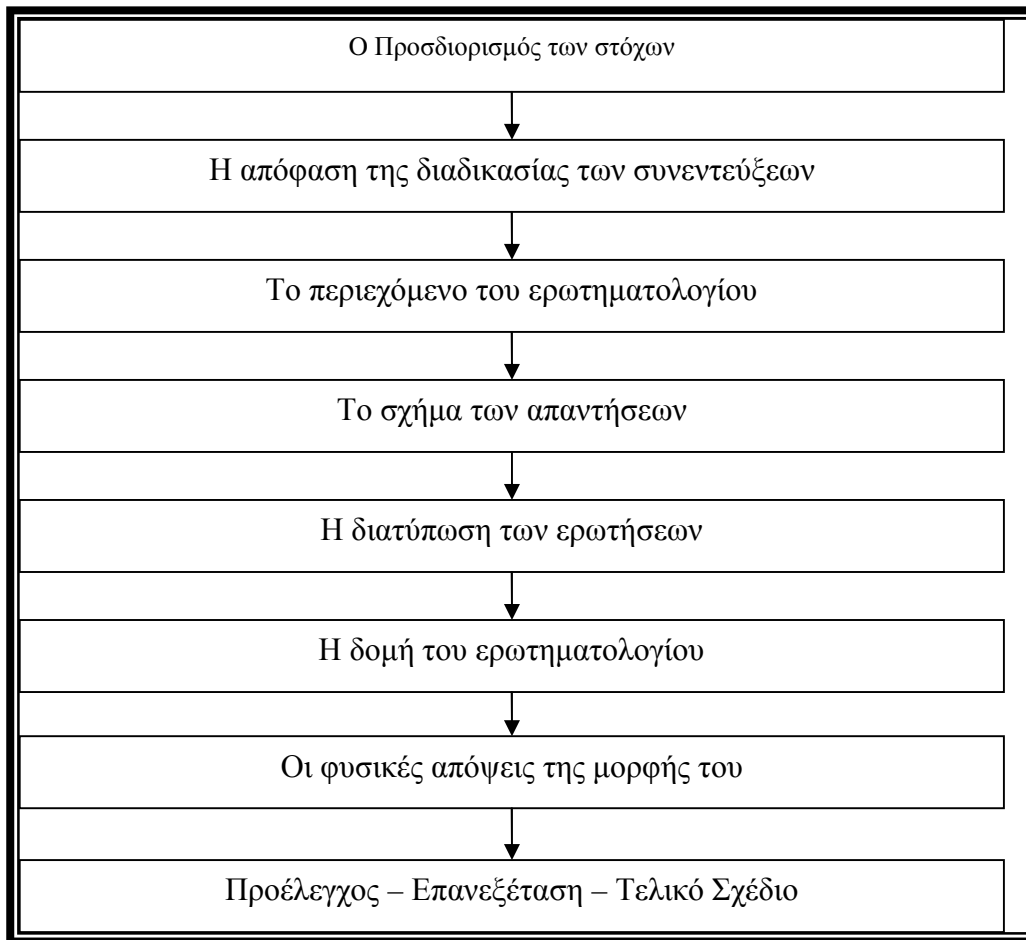 Ο Προσδιορισμός των στόχων
Η απόφαση της διαδικασίας των συνεντεύξεων
Το περιεχόμενο του ερωτηματολογίου
Το σχήμα των απαντήσεων
Η διατύπωση των ερωτήσεων
Η δομή του ερωτηματολογίου
Οι φυσικές απόψεις της μορφής του
Προέλεγχος – Επανεξέταση – Τελικό Σχέδιο